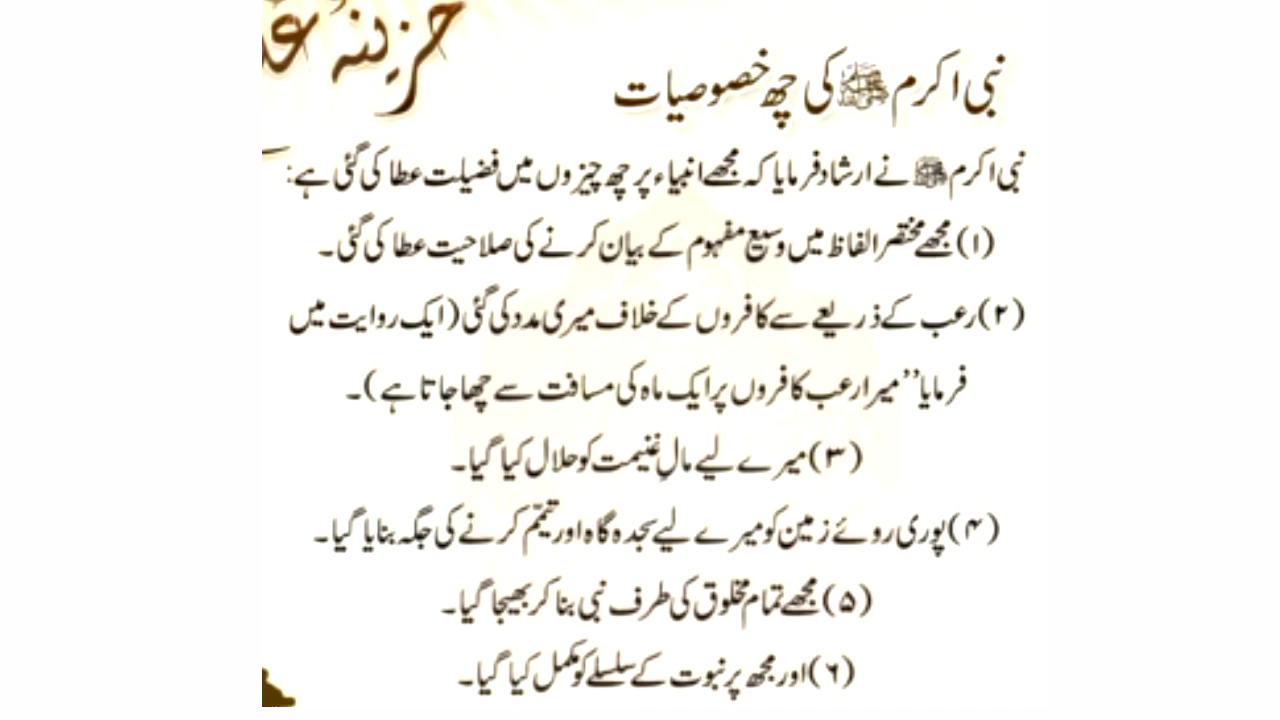 خزینہ
نبی اکرم ﷺ کی چھ خصوصیات
نبی اکرم ﷺ نے ارشاد فرمایا کہ مجھے انبیاء پر چھ چیزوں میں فضیلت عطا کی گئی ہے:
(۱) مجھے مختصر الفاظ میں وسیع مفہوم کے بیان کرنے کی صلاحیت عطا کی گئی۔
(۲) رعب کے ذریعے سے کافروں کے خلاف میری مدد کی گئی (ایک روایت میں
فرمایا ’’میرا رعب کافروں پر ایک ماہ کی مسافت سے چھا جاتا ہے)۔
(۳) میرے لیے مالِ غنیمت کو حلال کیا گیا۔
(۴) پوری روئے زمین کو میرے لیے سجدہ گاہ اور تیمّم کرنے کی جگہ بنایا گیا۔
(۵) مجھے تمام مخلوق کی طرف نبی بنا کر بھیجا گیا۔
(۶) اور مجھ پر نبوت کے سلسلے کو مکمل کیا گیا۔